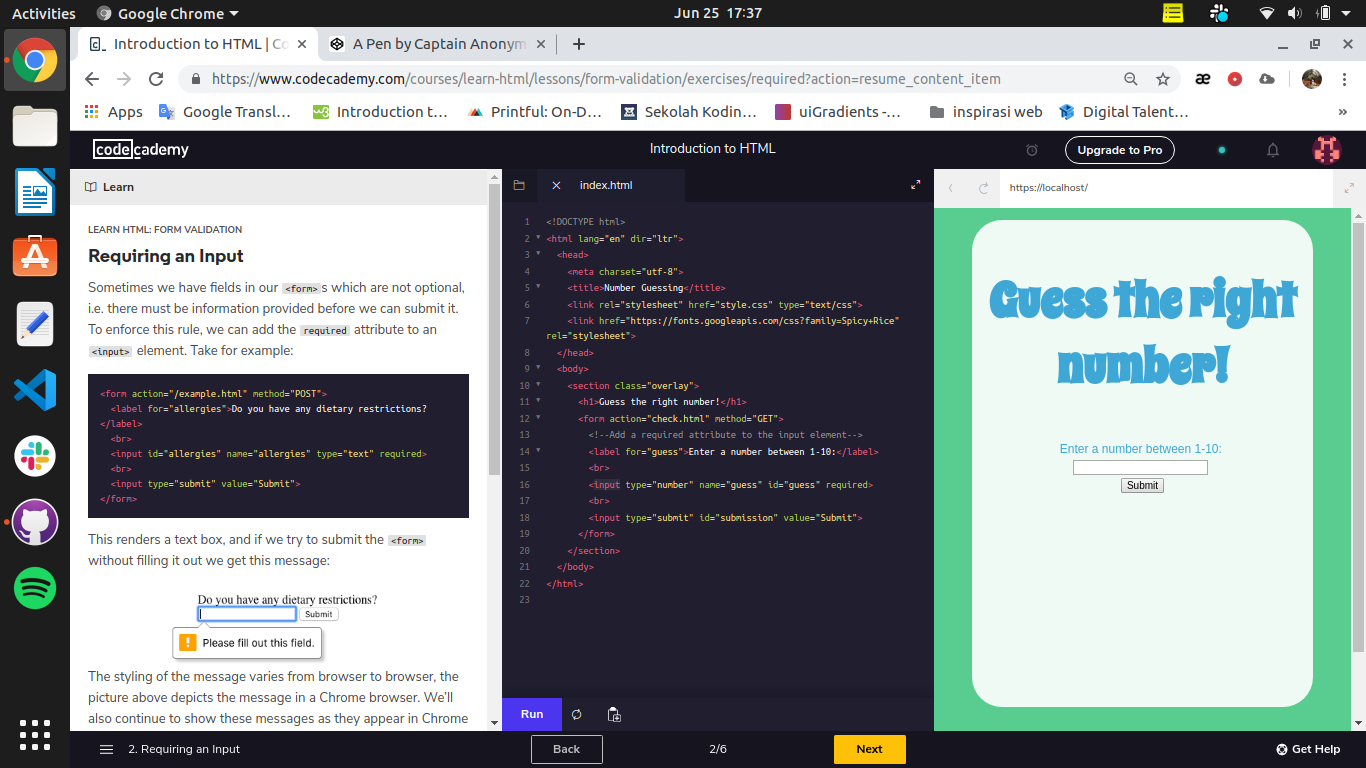 Activities
Google Chrome
Jun 25 17:37
Introduction to HTML | Co
A Pen by Captain Anonym
https://www.codecademy.com/courses/learn-html/lessons/form-validation/exercises/required?action=resume_content_item
Apps
Google Transl…
Introduction t…
Printful: On-D…
Sekolah Kodin…
uiGradients -…
inspirasi web
Digital Talent…
»
codecademy
Introduction to HTML
Upgrade to Pro
Learn
index.html
https://localhost/
LEARN HTML: FORM VALIDATION
Requiring an Input
Sometimes we have fields in our <form> s which are not optional,
i.e. there must be information provided before we can submit it.
To enforce this rule, we can add the required attribute to an
<input> element. Take for example:
<form action="/example.html" method="POST">
<label for="allergies">Do you have any dietary restrictions?
</label>
<br>
<input id="allergies" name="allergies" type="text" required>
<br>
<input type="submit" value="Submit">
</form>
This renders a text box, and if we try to submit the <form>
without filling it out we get this message:
Do you have any dietary restrictions?
Submit
Please fill out this field.
The styling of the message varies from browser to browser, the
picture above depicts the message in a Chrome browser. We'll
also continue to show these messages as they appear in Chrome
1 <!DOCTYPE html>
2 <html lang="en" dir="ltr">
3 <head>
4 <meta charset="utf-8">
5 <title>Number Guessing</title>
6 <link rel="stylesheet" href="style.css" type="text/css">
7 <link href="https://fonts.googleapis.com/css?family=Spicy+Rice"
rel="stylesheet">
8 </head>
9 <body>
10 <section class="overlay">
11 <h1>Guess the right number!</h1>
12 <form action="check.html" method="GET">
13 <!--Add a required attribute to the input element-->
14 <label for="guess">Enter a number between 1-10:</label>
15 <br>
16 <input type="number" name="guess" id="guess" required>
17 <br>
18 <input type="submit" id="submission" value="Submit">
19 </form>
20 </section>
21 </body>
22 </html>
23
Run
Guess the right
number!
Enter a number between 1-10:
Submit
2. Requiring an Input
Back
2/6
Next
Get Help